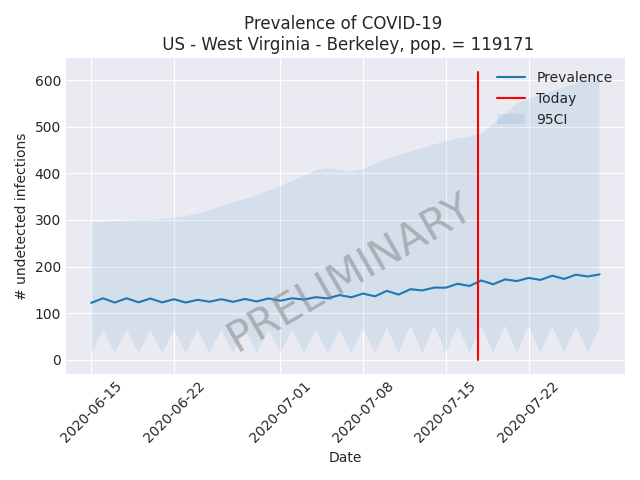 Prevalence of COVID-19
US - West Virginia - Berkeley, pop. = 119171
Prevalence
Today
95CI
# undetected infections
600
500
400
300
200
100
0
PRELIMINARY
2020-06-15
2020-06-22
2020-07-01
2020-07-08
2020-07-15
2020-07-22
Date